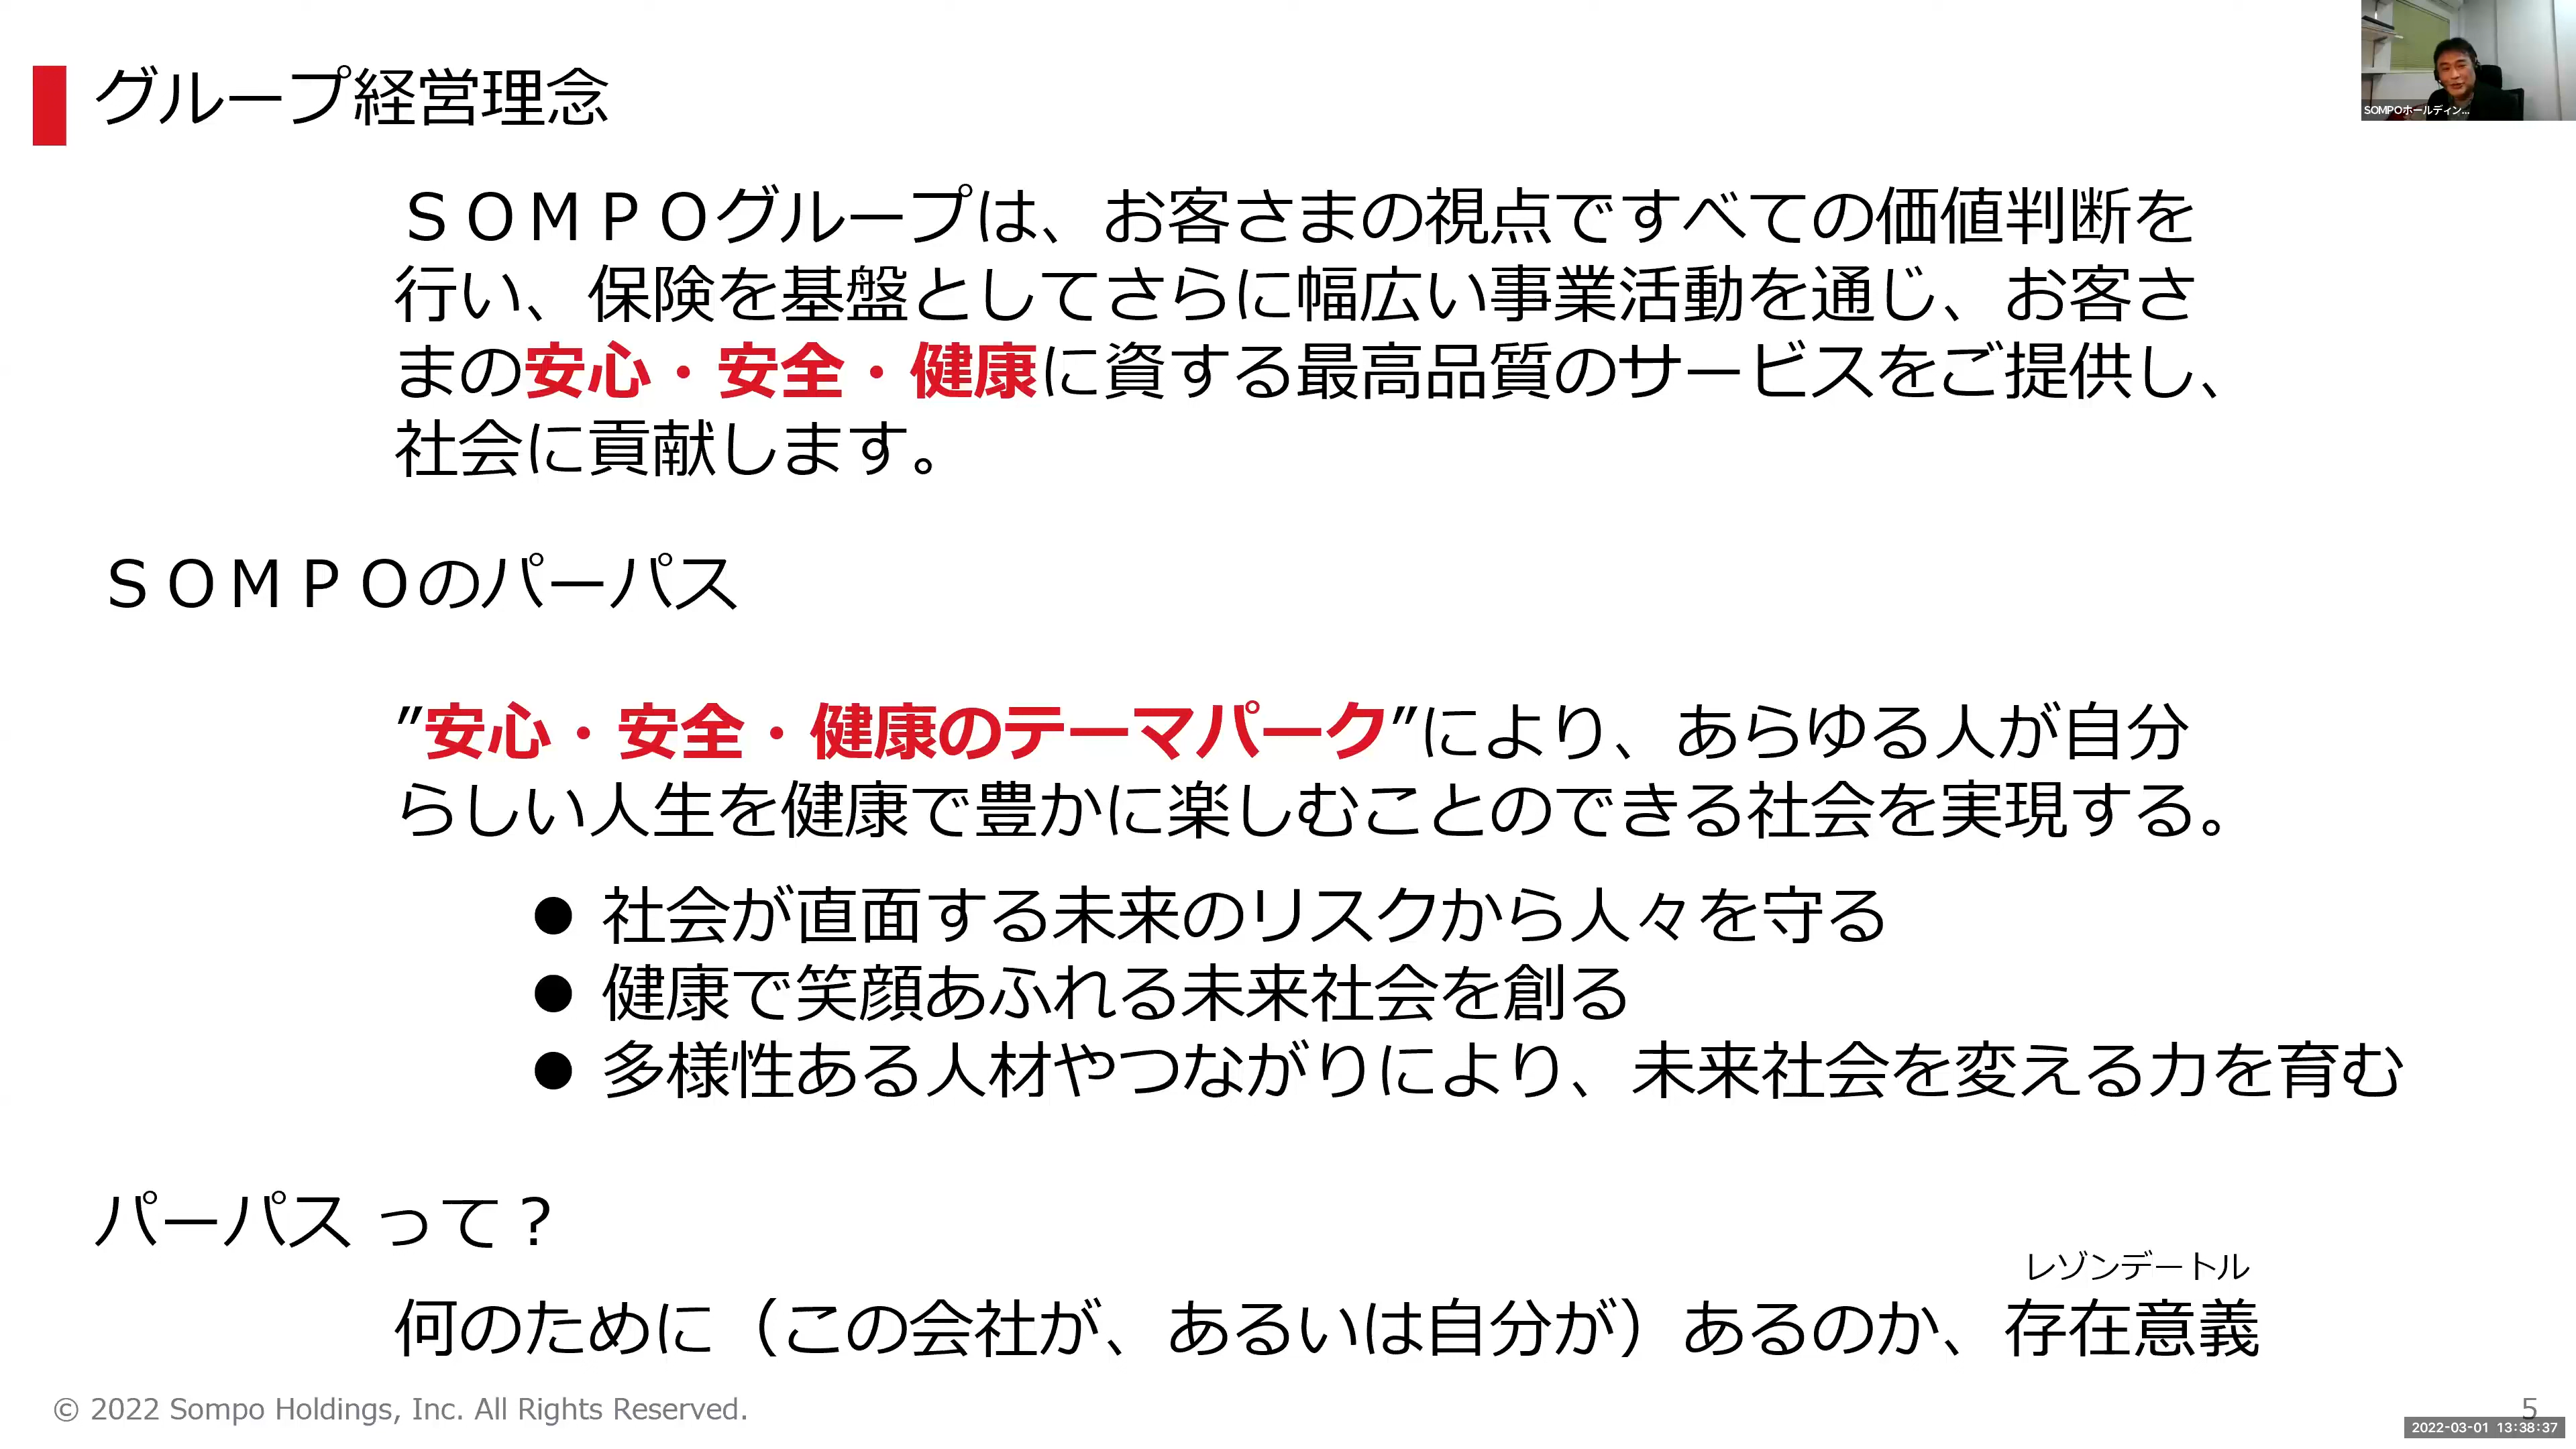 グループ経営理念
SOMPOホールディン...
ＳＯＭＰＯグループは、お客さまの視点ですべての価値判断を
行い、保険を基盤としてさらに幅広い事業活動を通じ、お客さ
まの安心・安全・健康に資する最高品質のサービスをご提供し、
社会に貢献します。
ＳＯＭＰＯのパーパス
”安心・安全・健康のテーマパーク”により、あらゆる人が自分
らしい人生を健康で豊かに楽しむことのできる社会を実現する。
● 社会が直面する未来のリスクから人々を守る
● 健康で笑顔あふれる未来社会を創る
● 多様性ある人材やつながりにより、未来社会を変える力を育む
パーパス って？
レゾンデートル
何のために（この会社が、あるいは自分が）あるのか、存在意義
© 2022 Sompo Holdings, Inc. All Rights Reserved.
5
2022-03-01 13:38:37